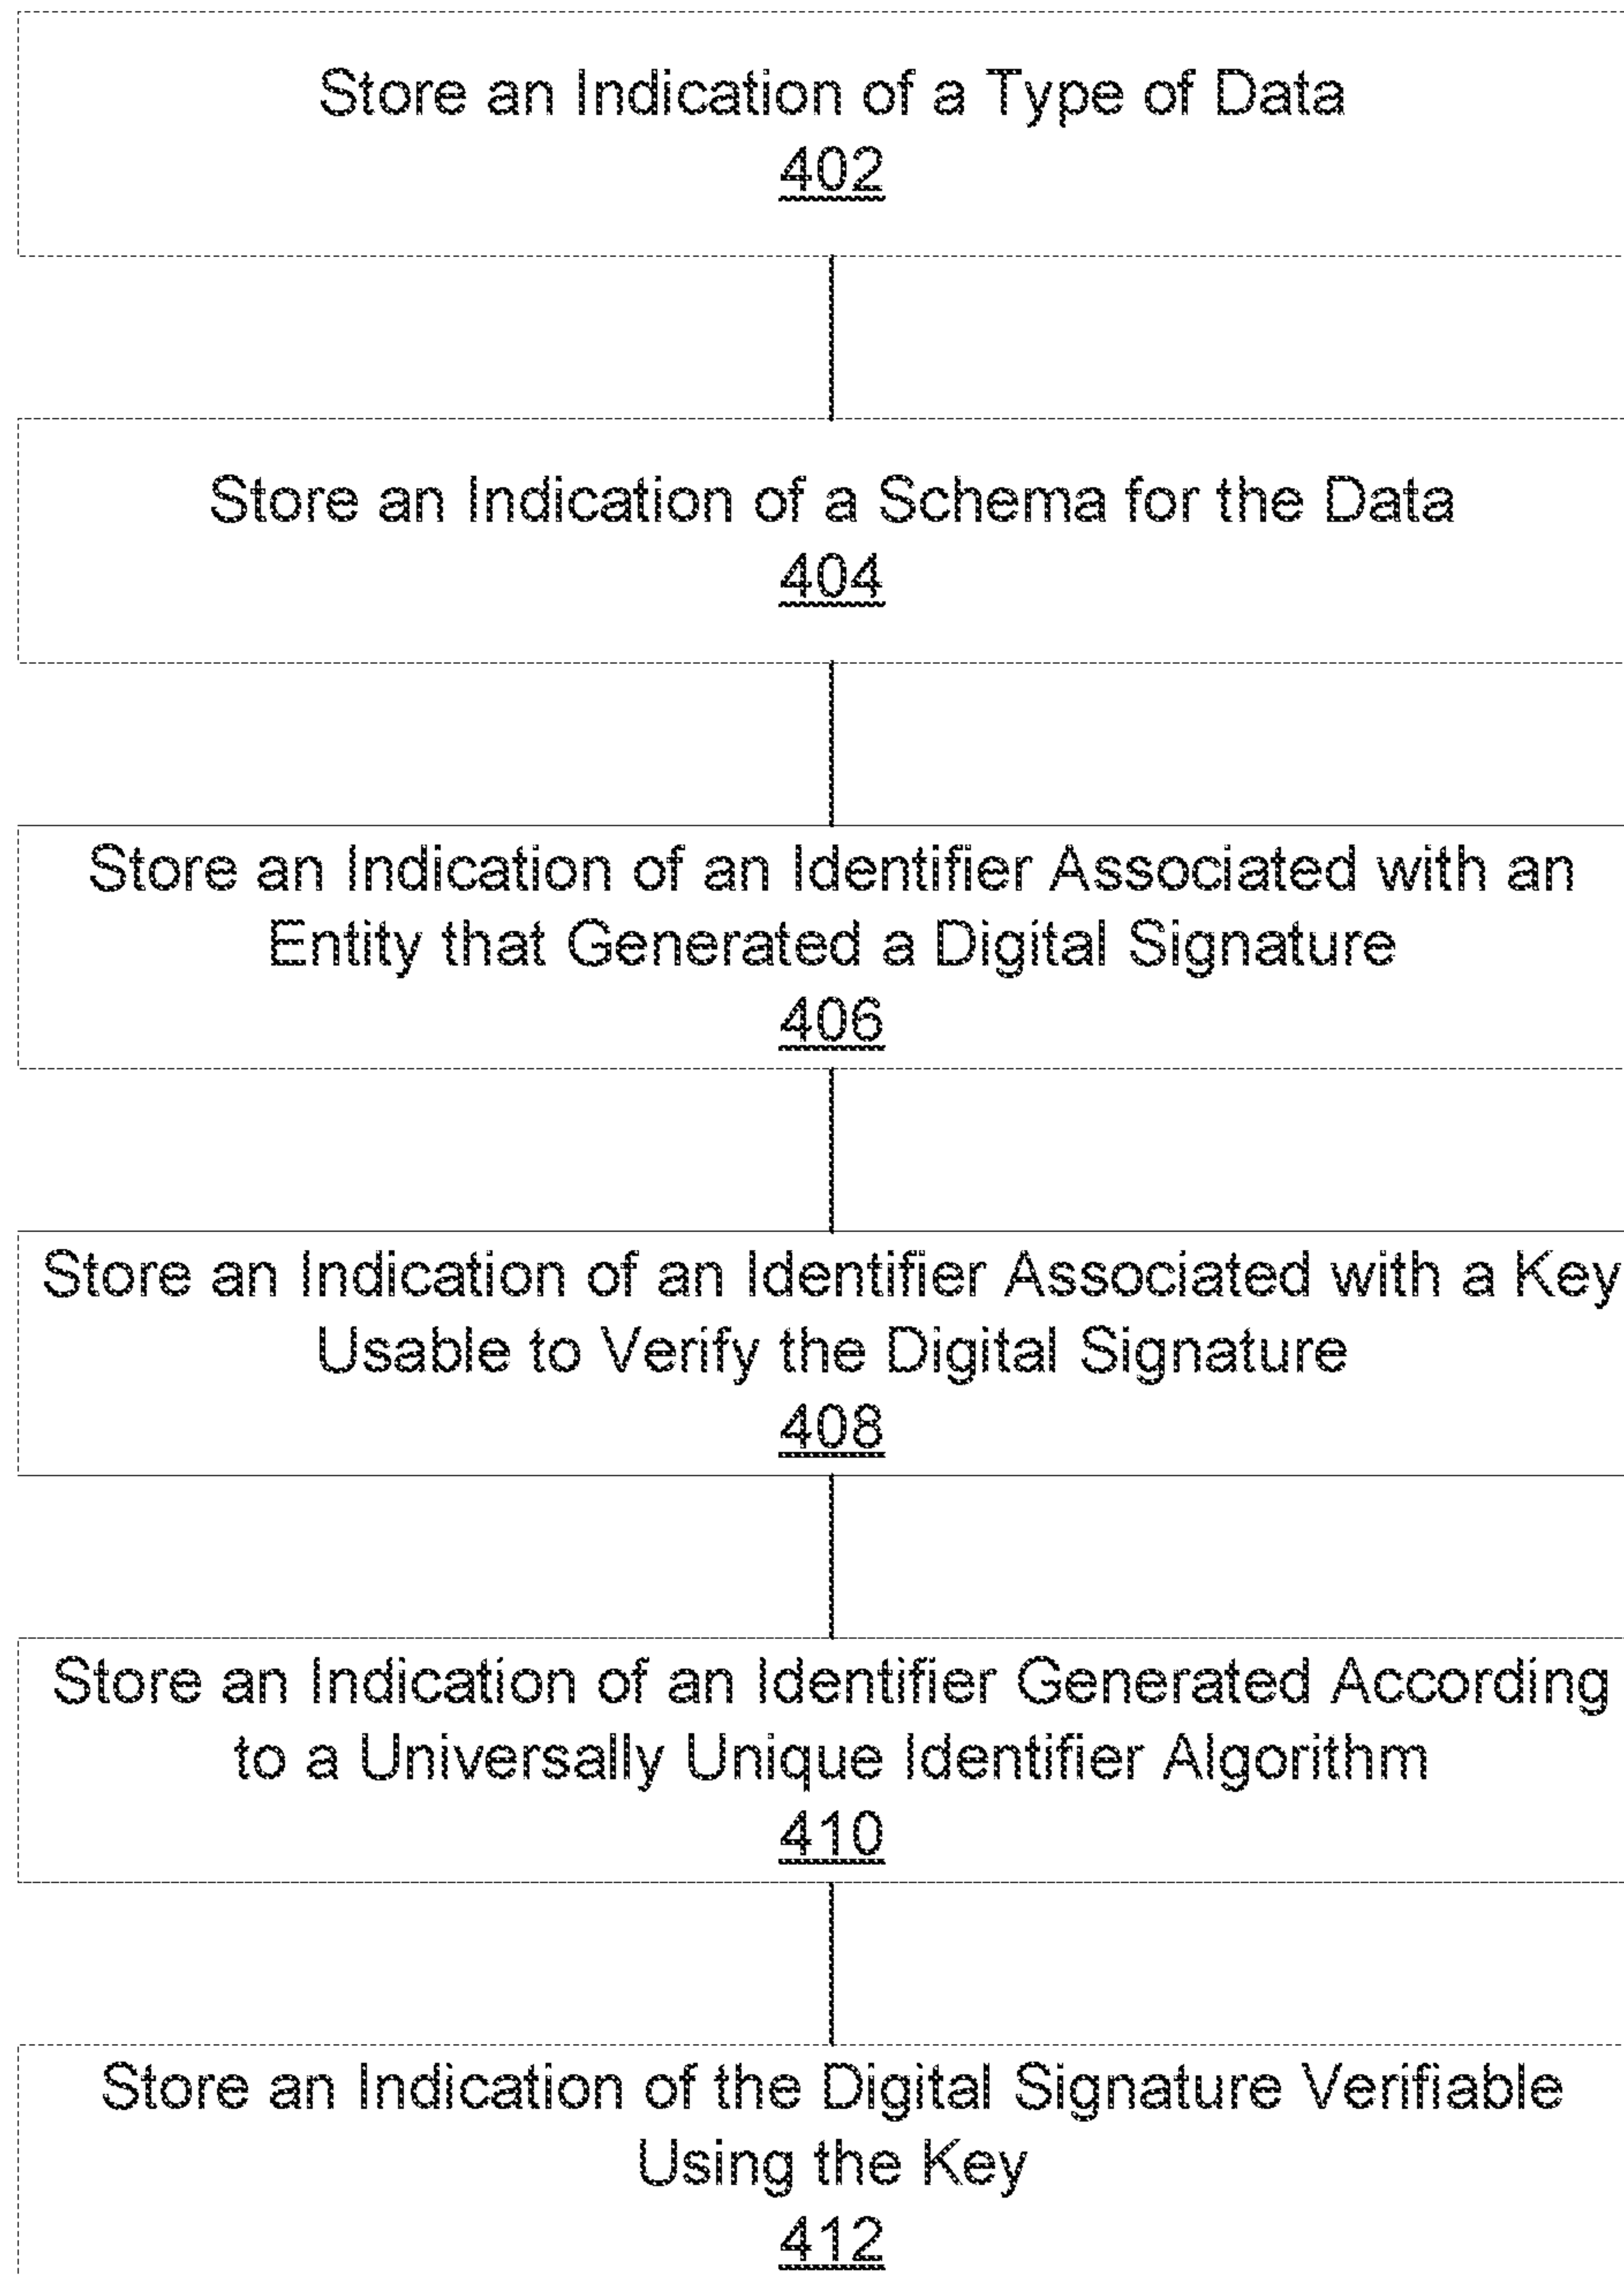 Store an Indication of a Type of Data
402
Store an Indication of a Schema for the Data
404
Store an Indication of an Identifier Associated with an
Entity that Generated a Digital Signature
406
Store an Indication of an Identifier Associated with a Key
Usable to Verify the Digital Signature
408
Store an Indication of an Identifier Generated According
to a Universally Unique Identifier Algorithm
410
Store an Indication of the Digital Signature Verifiable
Using the Key
412